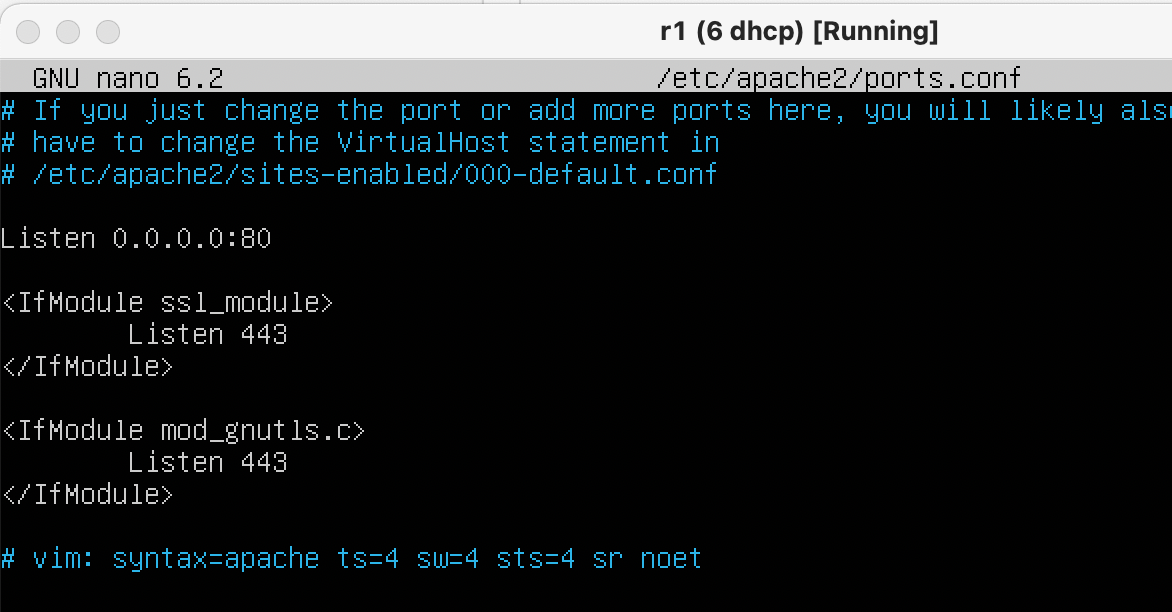 r1 (6 dhcp) [Running]
GNU nano 6.2 /etc/apache2/ports.conf
# If you just change the port or add more ports here, you will likely
# have to change the VirtualHost statement in
# /etc/apache2/sites-enabled/000-default.conf
Listen 0.0.0.0:80
<IfModule ssl_module>
Listen 443
</IfModule>
<IfModule mod_gnutls.c>
Listen 443
</IfModule>
# vim: syntax=apache ts=4 sw=4 sts=4 sr noet